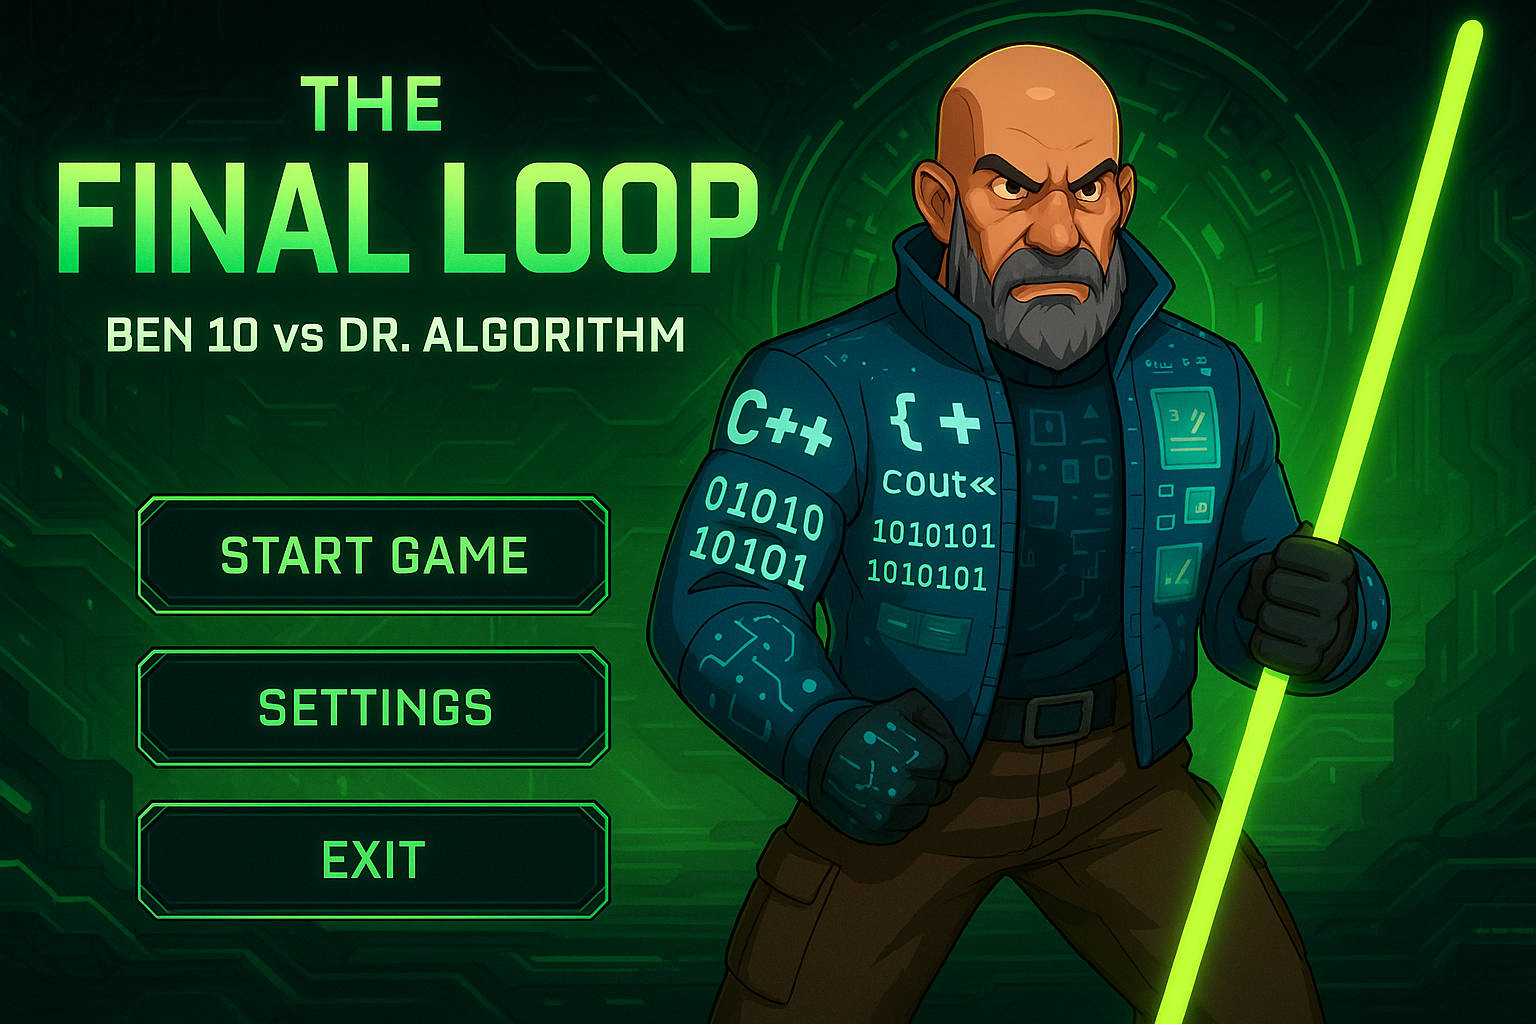 THE
FINAL LOOP
BEN 10 vs DR. ALGORITHM
START GAME
SETTINGS
EXIT
C++
01010
10101
{ +
cout«
1010101
1010101